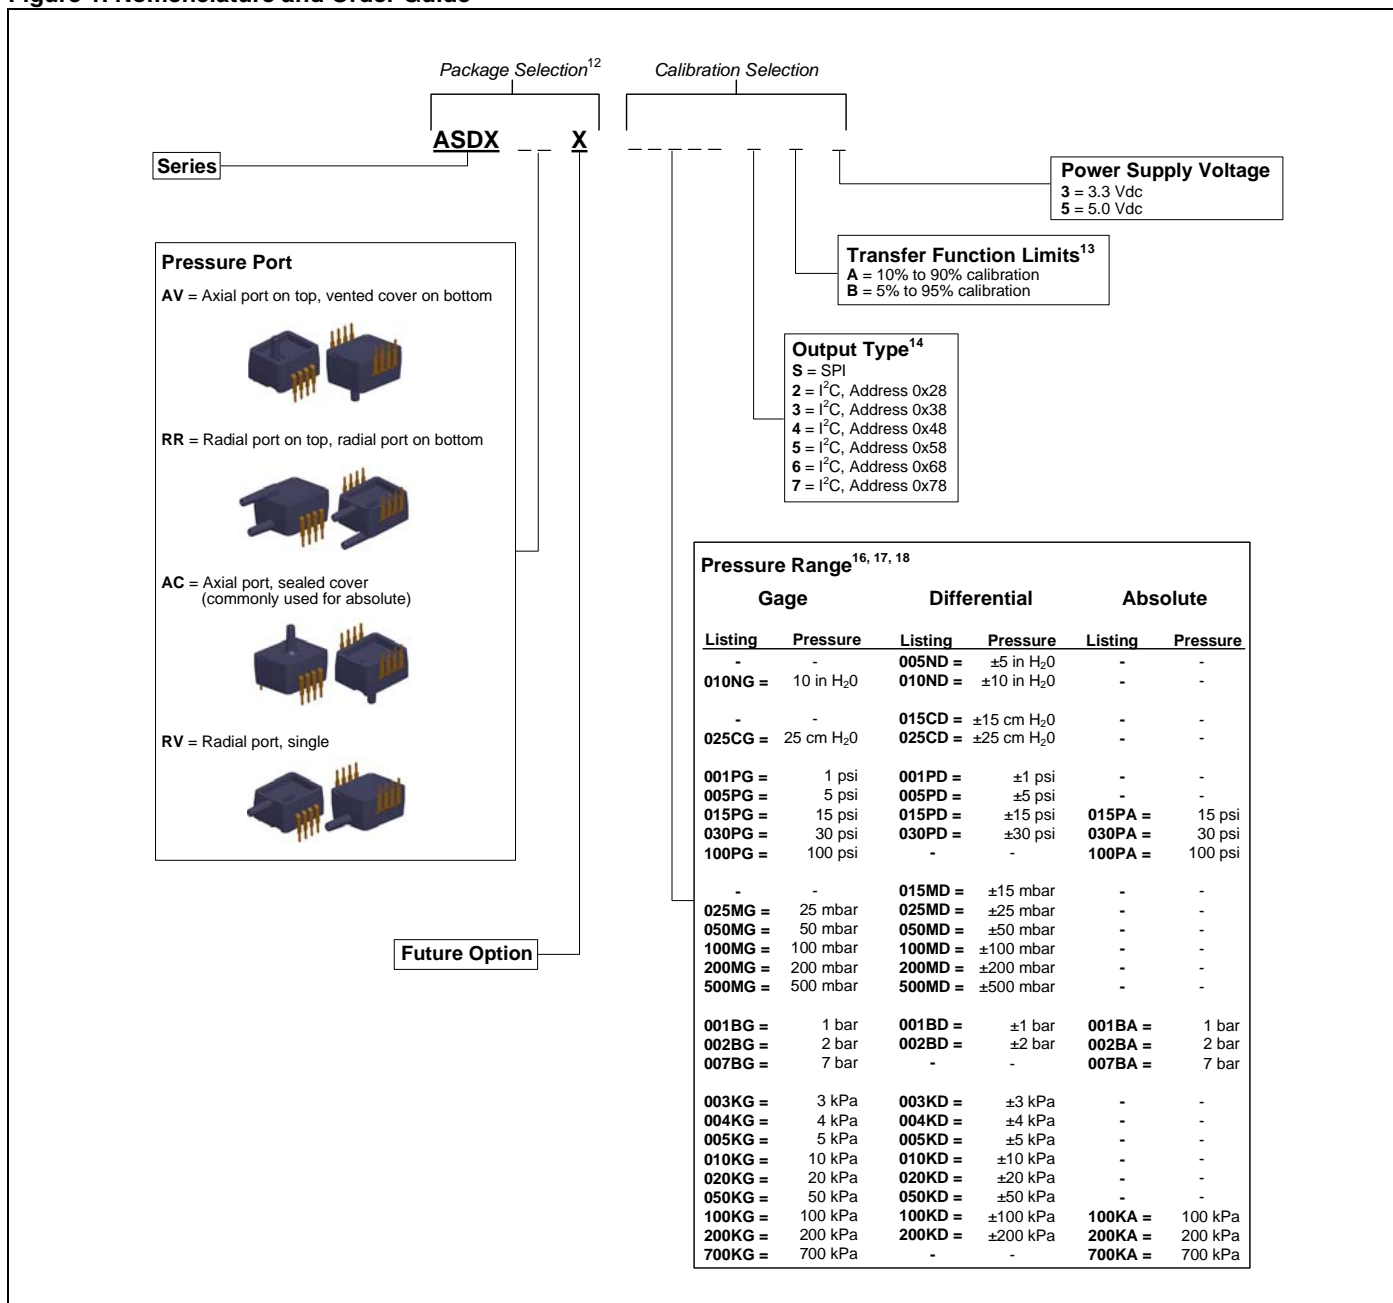 Package Selection12
Calibration Selection
ASDX _ _ X _ _ _ _ _ _ _ _
Series
Power Supply Voltage
3 = 3.3 Vdc
5 = 5.0 Vdc
Transfer Function Limits13
A = 10% to 90% calibration
B = 5% to 95% calibration
Pressure Port
AV = Axial port on top, vented cover on bottom
RR = Radial port on top, radial port on bottom
AC = Axial port, sealed cover
(commonly used for absolute)
RV = Radial port, single
Output Type14
S = SPI
2 = I2C, Address 0x28
3 = I2C, Address 0x38
4 = I2C, Address 0x48
5 = I2C, Address 0x58
6 = I2C, Address 0x68
7 = I2C, Address 0x78
Future Option
Pressure Range16, 17, 18
Gage Differential Absolute
Listing Pressure Listing Pressure Listing Pressure
- - 005ND = ±5 in H20 - -
010NG = 10 in H20 010ND = ±10 in H20 - -
- - 015CD = ±15 cm H20 - -
025CG = 25 cm H20 025CD = ±25 cm H20 - -
001PG = 1 psi 001PD = ±1 psi - -
005PG = 5 psi 005PD = ±5 psi - -
015PG = 15 psi 015PD = ±15 psi 015PA = 15 psi
030PG = 30 psi 030PD = ±30 psi 030PA = 30 psi
100PG = 100 psi - - 100PA = 100 psi
- - 015MD = ±15 mbar - -
025MG = 25 mbar 025MD = ±25 mbar - -
050MG = 50 mbar 050MD = ±50 mbar - -
100MG = 100 mbar 100MD = ±100 mbar - -
200MG = 200 mbar 200MD = ±200 mbar - -
500MG = 500 mbar 500MD = ±500 mbar - -
001BG = 1 bar 001BD = ±1 bar 001BA = 1 bar
002BG = 2 bar 002BD = ±2 bar 002BA = 2 bar
007BG = 7 bar - - 007BA = 7 bar
003KG = 3 kPa 003KD = ±3 kPa - -
004KG = 4 kPa 004KD = ±4 kPa - -
005KG = 5 kPa 005KD = ±5 kPa - -
010KG = 10 kPa 010KD = ±10 kPa - -
020KG = 20 kPa 020KD = ±20 kPa - -
050KG = 50 kPa 050KD = ±50 kPa - -
100KG = 100 kPa 100KD = ±100 kPa 100KA = 100 kPa
200KG = 200 kPa 200KD = ±200 kPa 200KA = 200 kPa
700KG = 700 kPa - - 700KA = 700 kPa